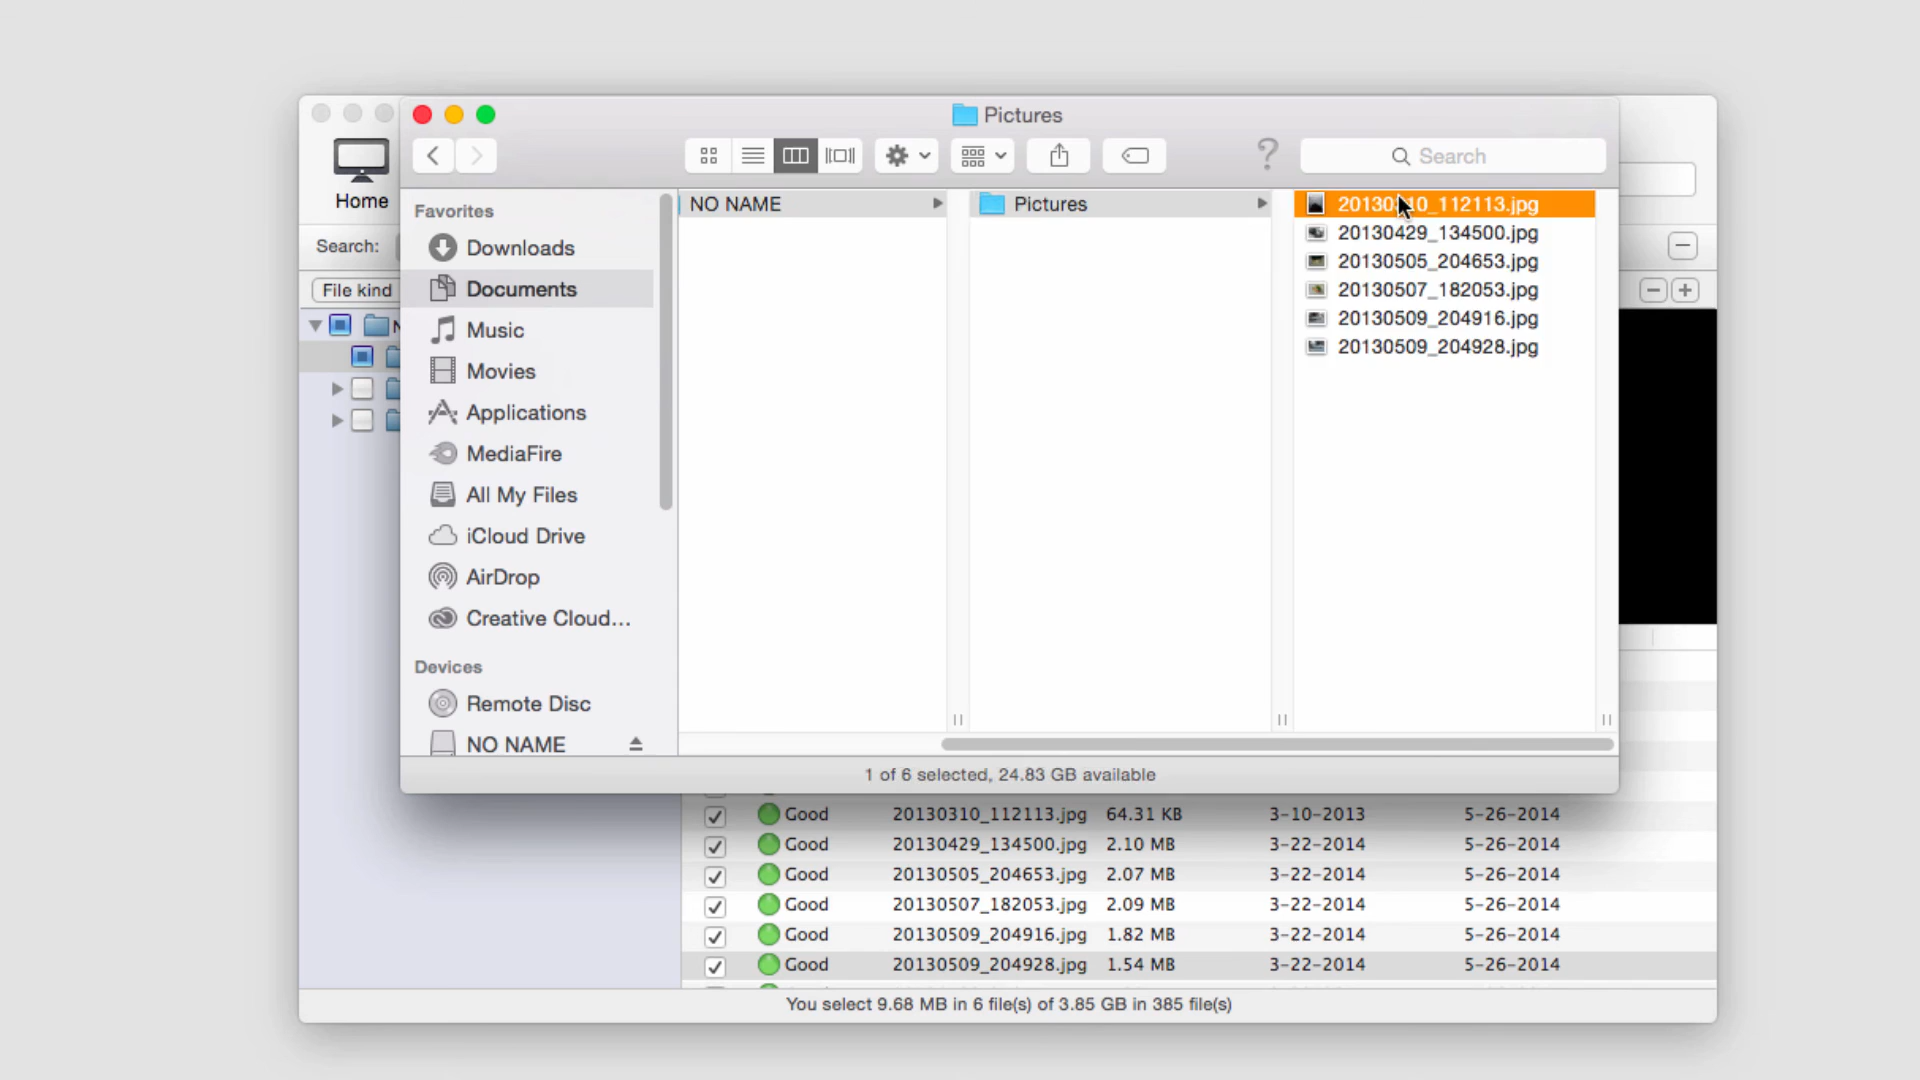 Pictures
Search
Home
Search:
File kind
Favorites
Downloads
Documents
Music
Movies
Applications
MediaFire
All My Files
iCloud Drive
AirDrop
Creative Cloud...
Devices
Remote Disc
NO NAME
NO NAME
Pictures
20130310_112113.jpg
20130429_134500.jpg
20130505_204653.jpg
20130507_182053.jpg
20130509_204916.jpg
20130509_204928.jpg
1 of 6 selected, 24.83 GB available
Good 20130310_112113.jpg 64.31 KB 3-10-2013 5-26-2014
Good 20130429_134500.jpg 2.10 MB 3-22-2014 5-26-2014
Good 20130505_204653.jpg 2.07 MB 3-22-2014 5-26-2014
Good 20130507_182053.jpg 2.09 MB 3-22-2014 5-26-2014
Good 20130509_204916.jpg 1.82 MB 3-22-2014 5-26-2014
Good 20130509_204928.jpg 1.54 MB 3-22-2014 5-26-2014
You select 9.68 MB in 6 file(s) of 3.85 GB in 385 file(s)